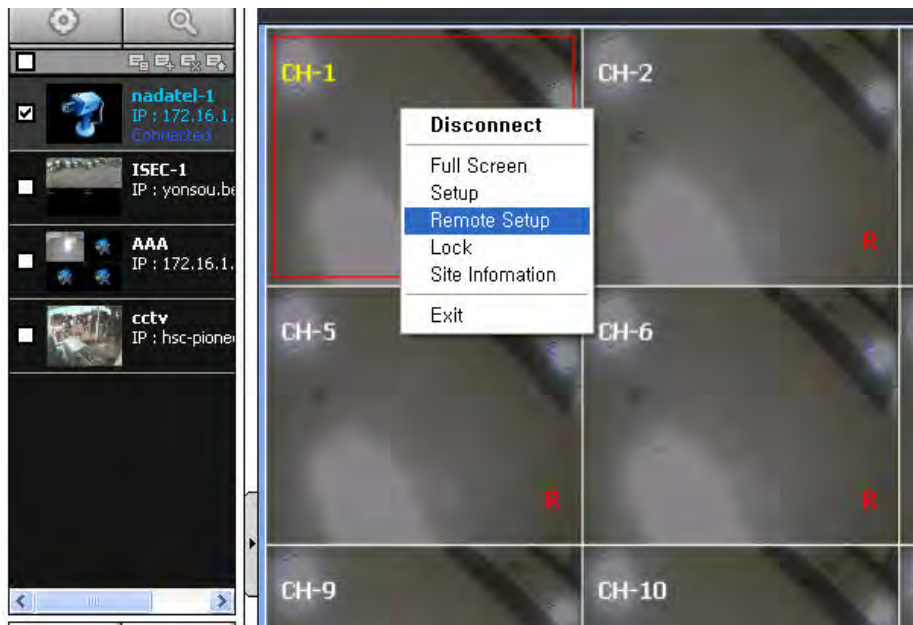 nadatel-1
IP : 172.16.1.
Connected
ISEC-1
IP : yonsou.be
AAA
IP : 172.16.1.
cctv
IP : hsc-pione
CH-1
CH-2
R
Disconnect
Full Screen
Setup
Remote Setup
Lock
Site Infomation
Exit
CH-5
R
CH-6
R
CH-9
CH-10